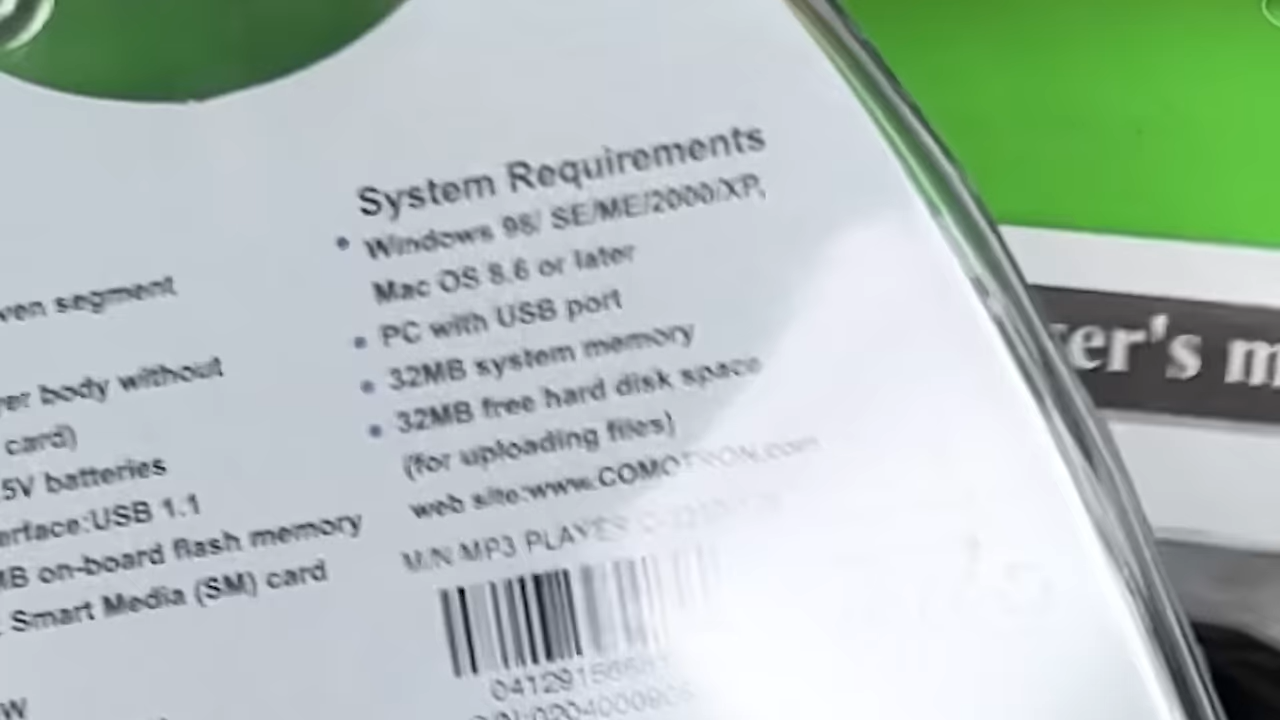 System Requirements
• Windows 98/ SE/ME/2000/XP,
Mac OS 8.6 or later
• PC with USB port
• 32MB system memory
• 32MB free hard disk space
(for uploading files)
web site:www.COMOTRON.com
M/N MP3 PLAYER
segment
body without
card)
5V batteries
erface:USB 1.1
MB on-board flash memory
Smart Media (SM) card
er's m